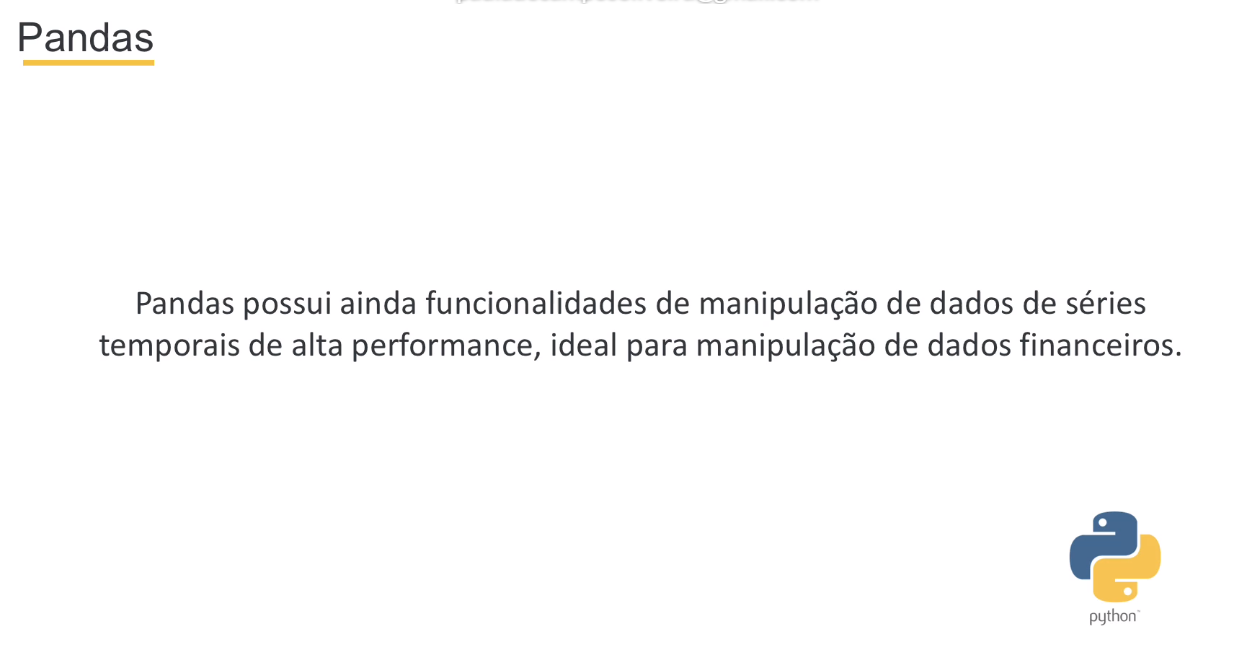 Pandas
Pandas possui ainda funcionalidades de manipulação de dados de séries
temporais de alta performance, ideal para manipulação de dados financeiros.
python